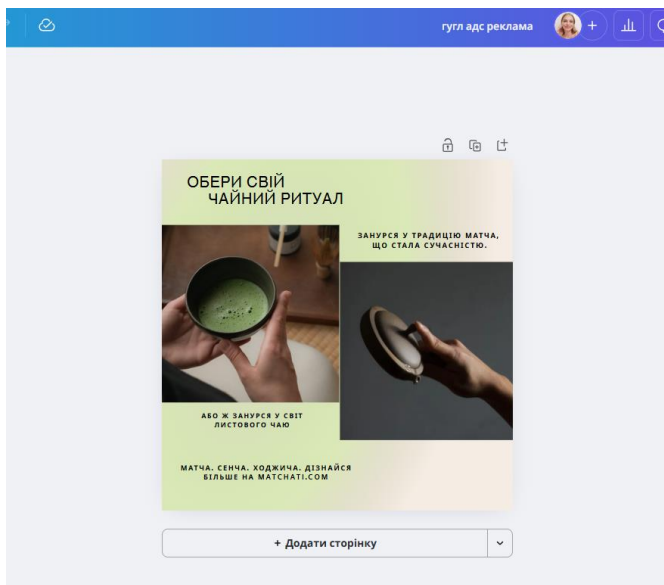 гугл адс реклама
ОБЕРИ СВІЙ
ЧАЙНИЙ РИТУАЛ
ЗАНУРСЯ У ТРАДИЦІЮ МАТЧА,
ЩО СТАЛА СУЧАСНІСТЮ.
АБО Ж ЗАНУРСЯ У СВІТ
ЛИСТОВОГО ЧАЮ
МАТЧА. СЕНЧА. ХОДЖИЧА. ДІЗНАЙСЯ
БІЛЬШЕ НА MATCHATI.COM
+ Додати сторінку